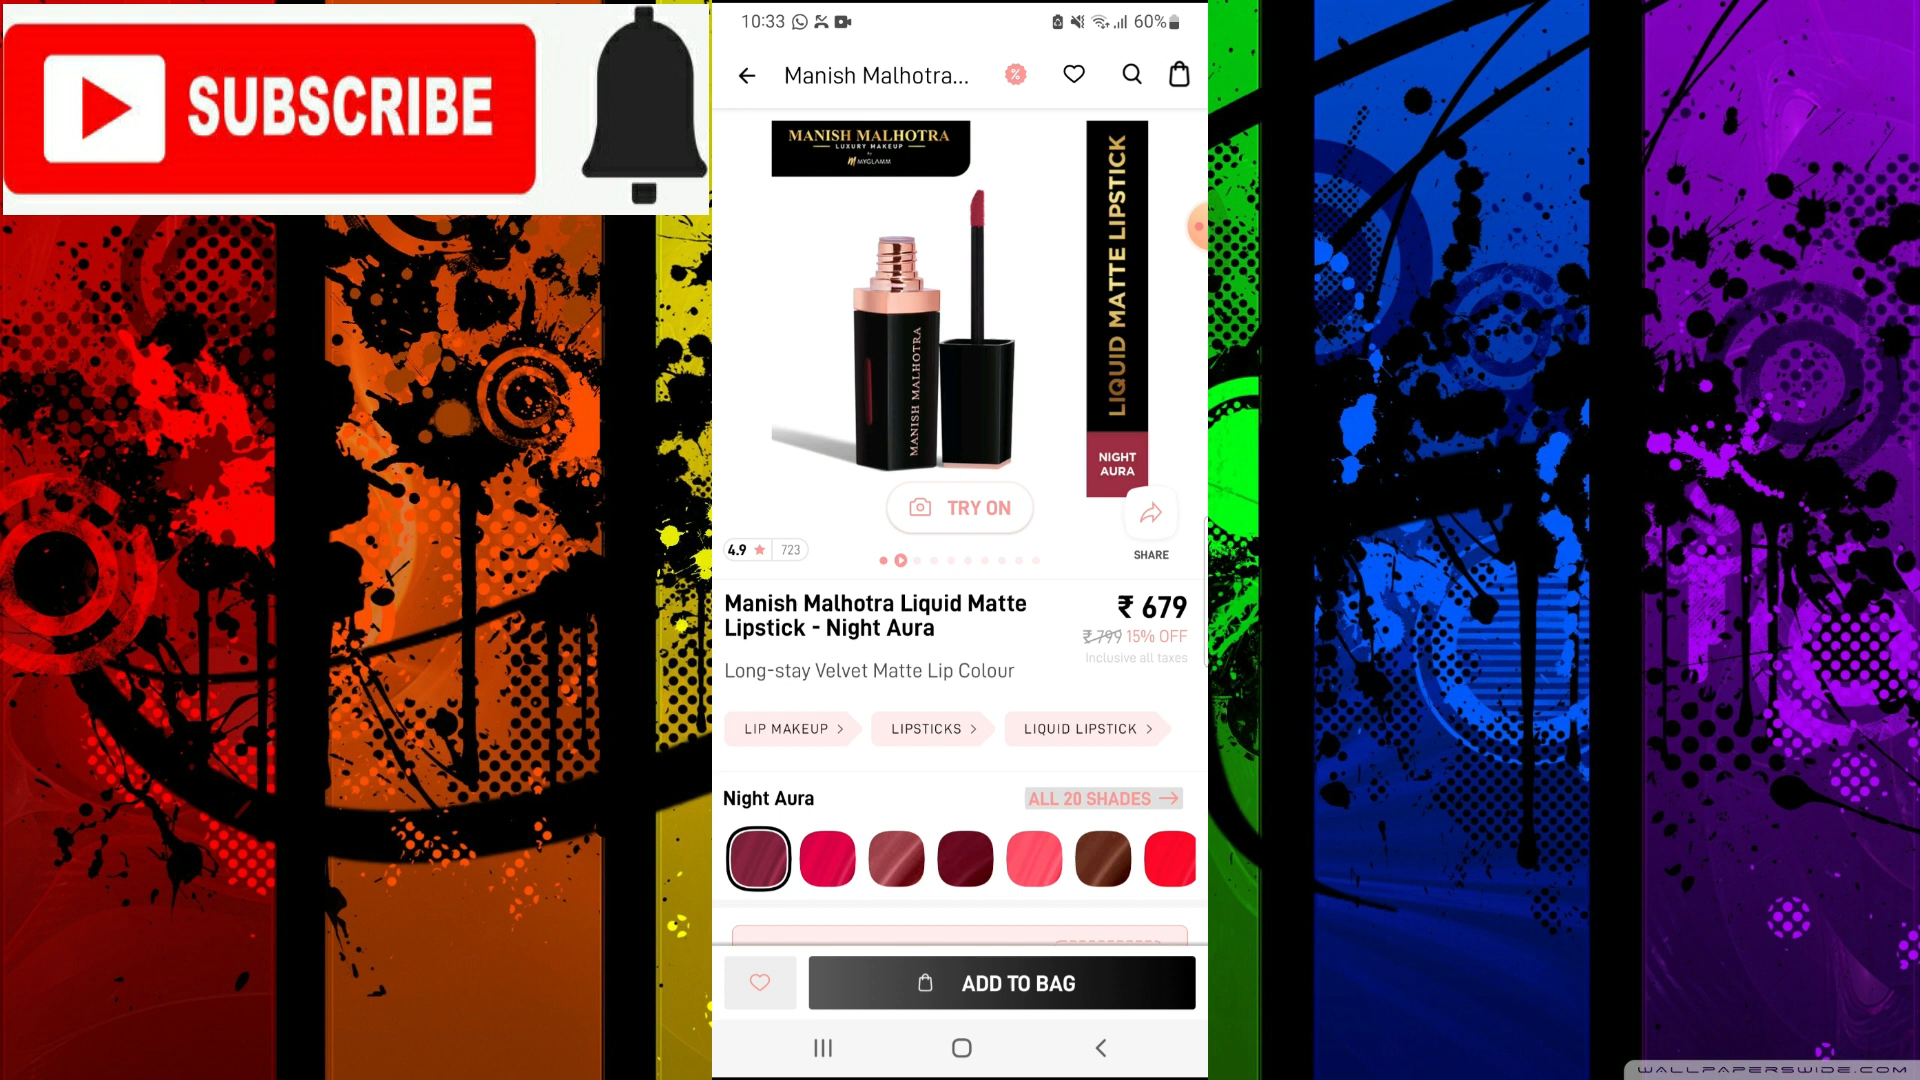 SUBSCRIBE
10:33
60%
Manish Malhotra...
%
MANISH MALHOTRA
LUXURY MAKEUP
by
MYGLAMM
LIQUID MATTE LIPSTICK
MANISH MALHOTRA
NIGHT
AURA
TRY ON
4.9 ★ 723
SHARE
Manish Malhotra Liquid Matte
Lipstick - Night Aura
₹ 679
₹ 799 15% OFF
Inclusive all taxes
Long-stay Velvet Matte Lip Colour
LIP MAKEUP >
LIPSTICKS >
LIQUID LIPSTICK >
Night Aura
ALL 20 SHADES →
ADD TO BAG
WALLPAPERSWIDE.COM